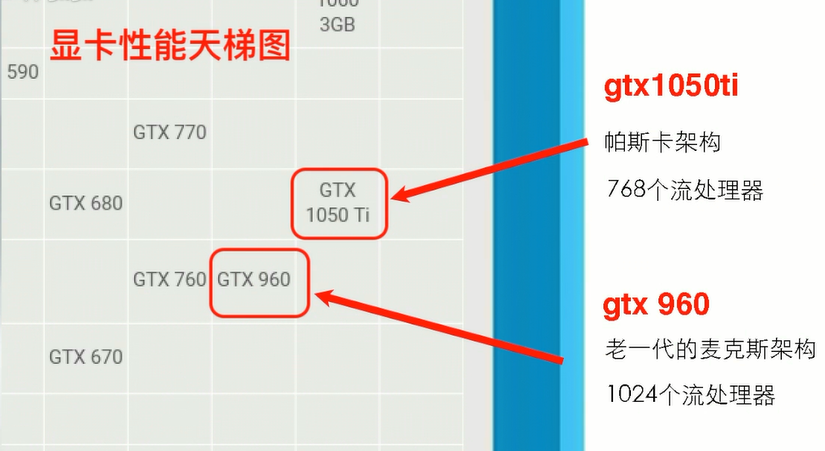 1060
3GB
显卡性能天梯图
590
GTX 770
GTX 680
GTX
1050 Ti
GTX 760
GTX 960
GTX 670
gtx1050ti
帕斯卡架构
768个流处理器
gtx 960
老一代的麦克斯架构
1024个流处理器